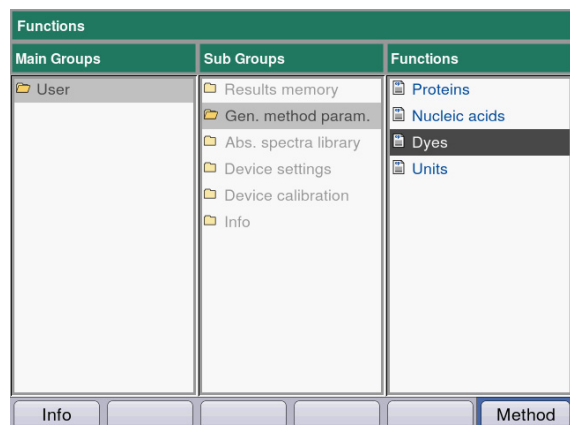 Functions
Main Groups
Sub Groups
Functions
User
Results memory
Gen. method param.
Abs. spectra library
Device settings
Device calibration
Info
Proteins
Nucleic acids
Dyes
Units
Info
Method